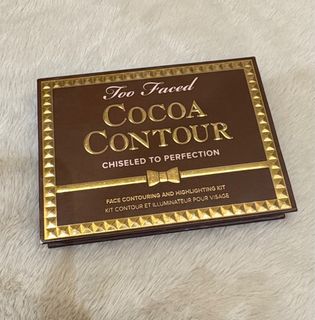 Too Faced
COCOA
CONTOUR
CHISELED TO PERFECTION
FACE CONTOURING AND HIGHLIGHTING KIT
KIT CONTOUR ET ILLUMINATEUR POUR VISAGE